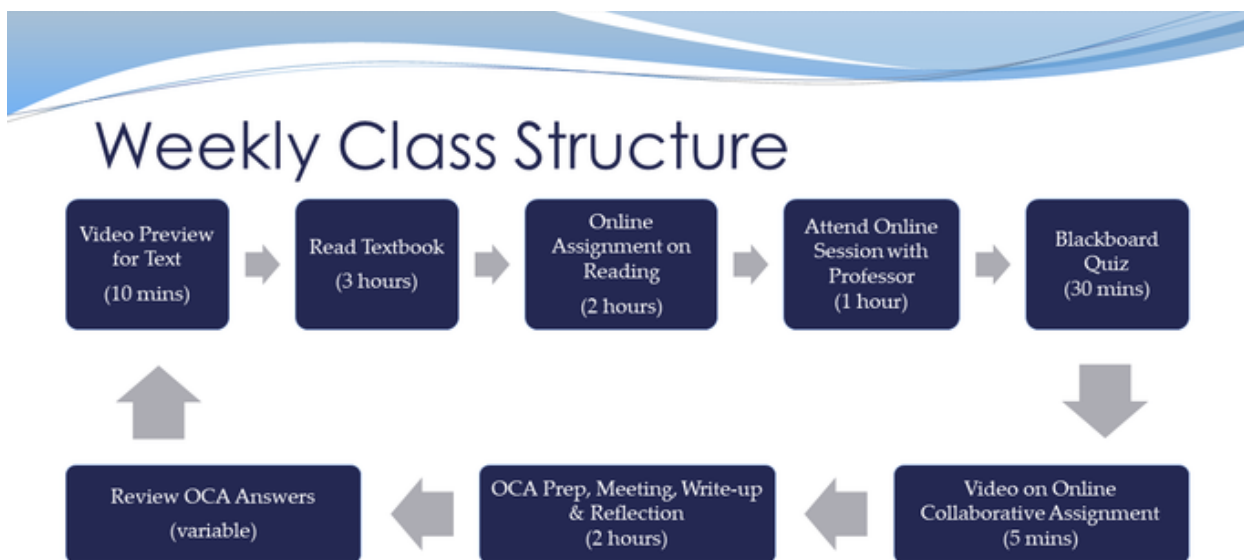 Weekly Class Structure
Video Preview
for Text
(10 mins)
Read Textbook
(3 hours)
Online
Assignment on
Reading
(2 hours)
Attend Online
Session with
Professor
(1 hour)
Blackboard
Quiz
(30 mins)
Video on Online
Collaborative Assignment
(5 mins)
OCA Prep, Meeting, Write-up
& Reflection
(2 hours)
Review OCA Answers
(variable)